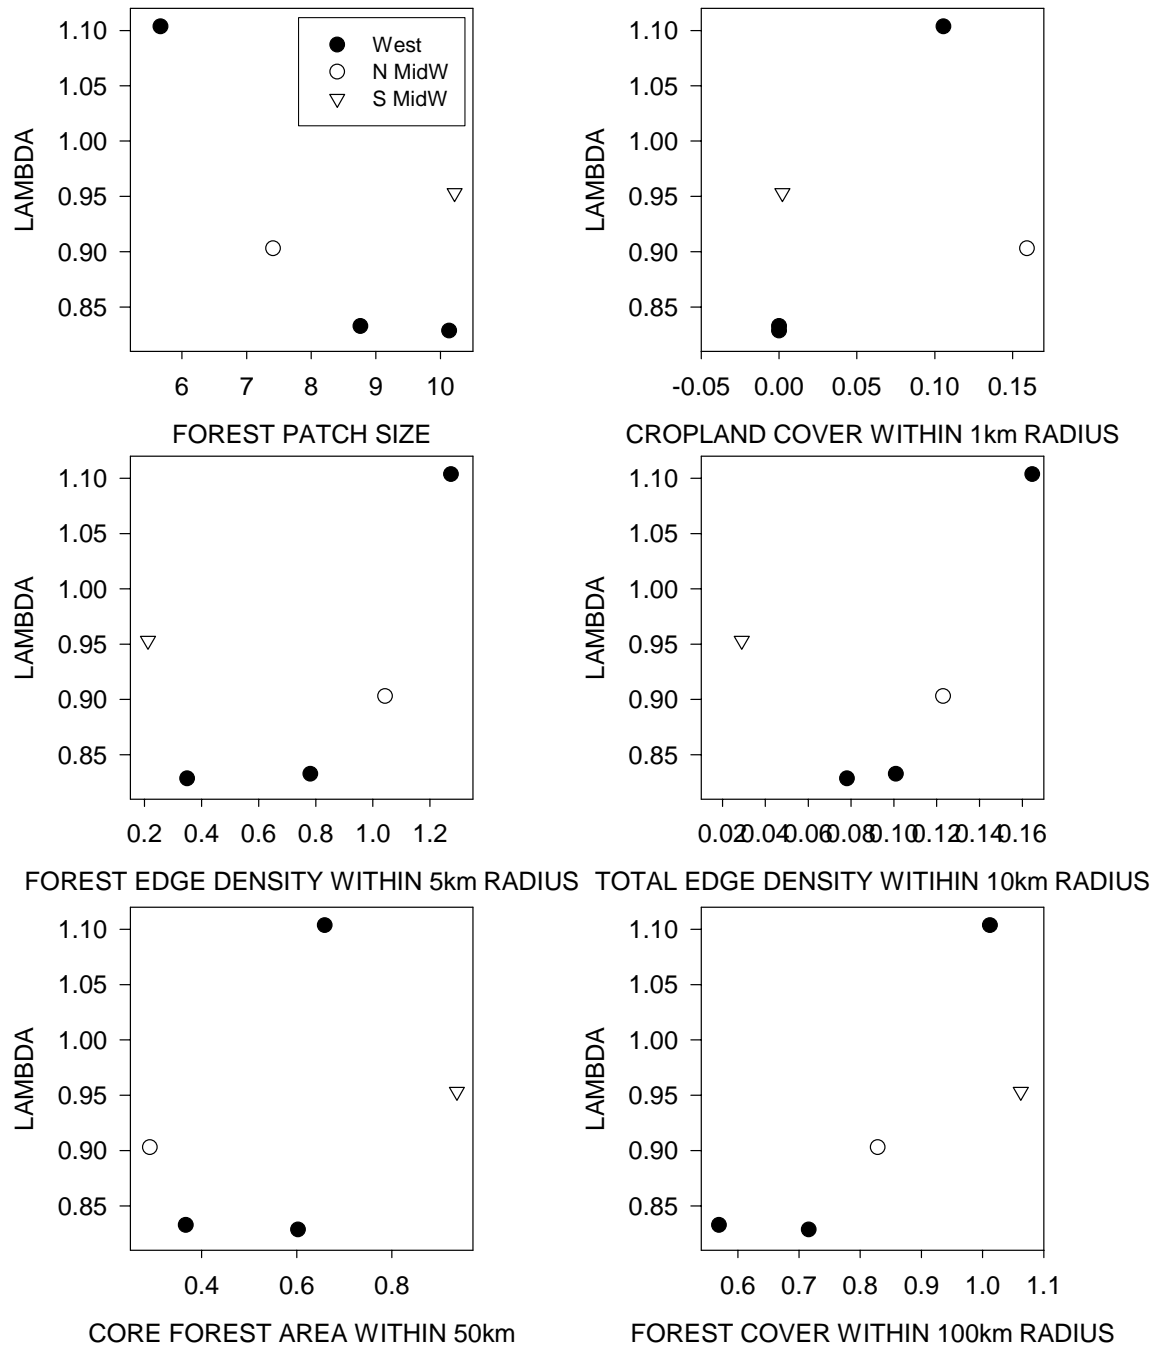 1.10
1.05
1.00
0.95
0.90
0.85
LAMBDA
West
N MidW
S MidW
6 7 8 9 10
FOREST PATCH SIZE
1.10
1.05
1.00
0.95
0.90
0.85
LAMBDA
-0.05 0.00 0.05 0.10 0.15
CROPLAND COVER WITHIN 1km RADIUS
1.10
1.05
1.00
0.95
0.90
0.85
LAMBDA
0.2 0.4 0.6 0.8 1.0 1.2
FOREST EDGE DENSITY WITHIN 5km RADIUS
1.10
1.05
1.00
0.95
0.90
0.85
LAMBDA
0.02 0.04 0.06 0.08 0.10 0.12 0.14 0.16
TOTAL EDGE DENSITY WITIHIN 10km RADIUS
1.10
1.05
1.00
0.95
0.90
0.85
LAMBDA
0.4 0.6 0.8
CORE FOREST AREA WITHIN 50km
1.10
1.05
1.00
0.95
0.90
0.85
LAMBDA
0.6 0.7 0.8 0.9 1.0 1.1
FOREST COVER WITHIN 100km RADIUS